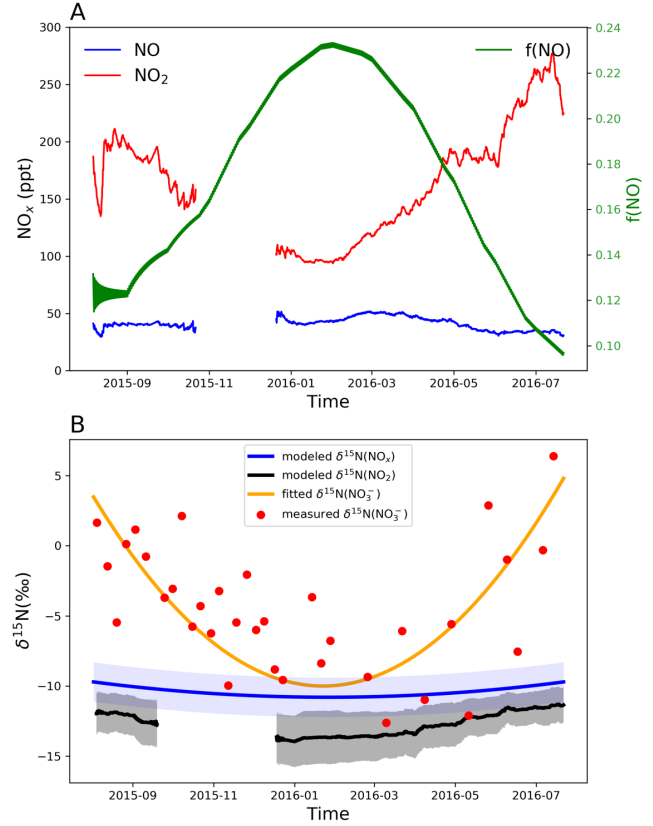 A
300
250
200
150
100
50
0
NOx (ppt)
NO
NO2
f(NO)
0.24
0.22
0.20
0.18
0.16
0.14
0.12
0.10
f(NO)
2015-09 2015-11 2016-01 2016-03 2016-05 2016-07
Time
B
5
0
−5
−10
−15
δ15N(‰)
modeled δ15N(NOx)
modeled δ15N(NO2)
fitted δ15N(NO3−)
measured δ15N(NO3−)
2015-09 2015-11 2016-01 2016-03 2016-05 2016-07
Time